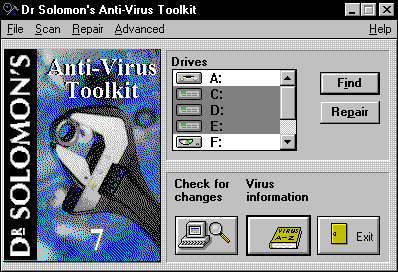 Dr Solomon's Anti-Virus Toolkit
File Scan Repair Advanced Help
DR SOLOMON'S
Anti-Virus
Toolkit
7
Drives
A:
C:
D:
E:
F:
Find
Repair
Check for
changes
Virus
information
VIRUS
A-Z
Exit